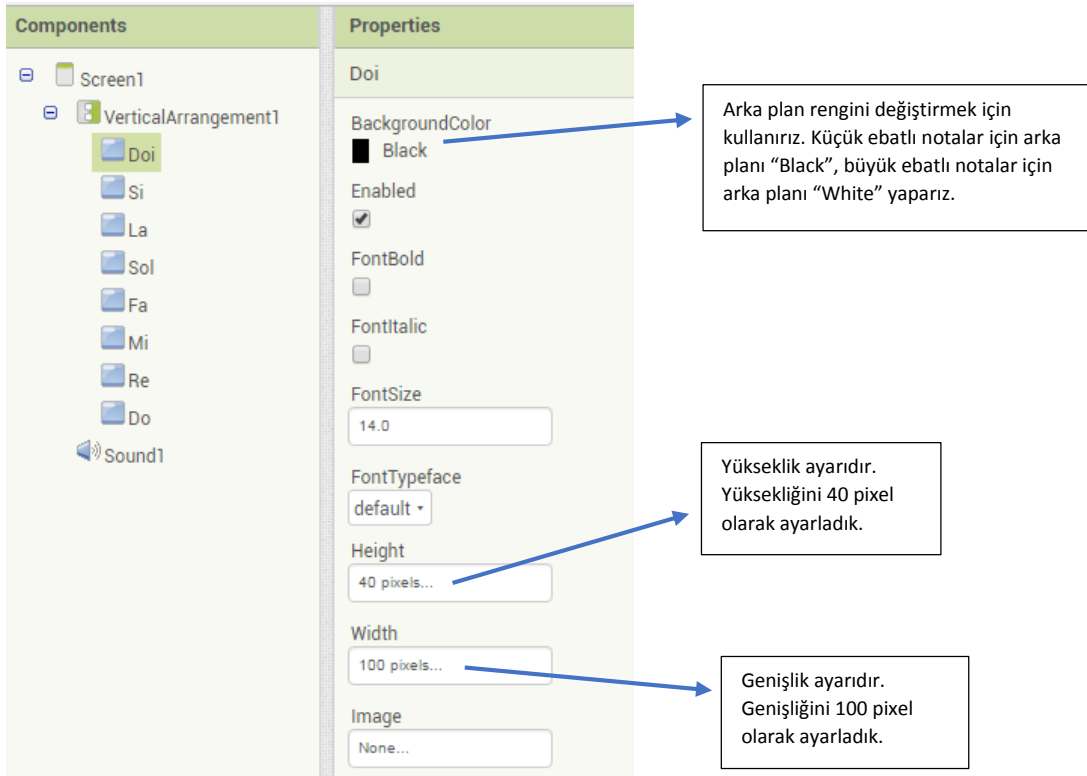 Components
Screen1
VerticalArrangement1
Doi
Si
La
Sol
Fa
Mi
Re
Do
Sound1
Properties
Doi
BackgroundColor
Black
Enabled
FontBold
FontItalic
FontSize
14.0
FontTypeface
default
Height
40 pixels...
Width
100 pixels...
Image
None...
Arka plan rengini değiştirmek için
kullanırız. Küçük ebatlı notalar için arka
planı “Black”, büyük ebatlı notalar için
arka planı “White” yaparız.
Yükseklik ayarıdır.
Yüksekliğini 40 pixel
olarak ayarladık.
Genişlik ayarıdır.
Genişliğini 100 pixel
olarak ayarladık.